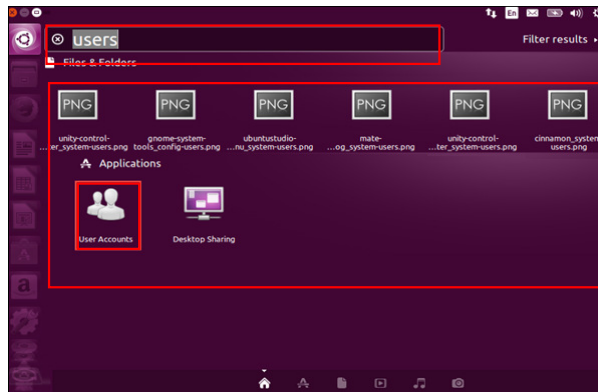 En
users
Filter results
Files & Folders
PNG PNG PNG PNG PNG PNG
unity-control-
...er_system-users.png
gnome-system-
tools_config-users.png
ubuntustudio-
...nu_system-users.png
mate-
...og_system-users.png
unity-control-
...ter_system-users.png
cinnamon_system
users.png
Applications
User Accounts
Desktop Sharing
a